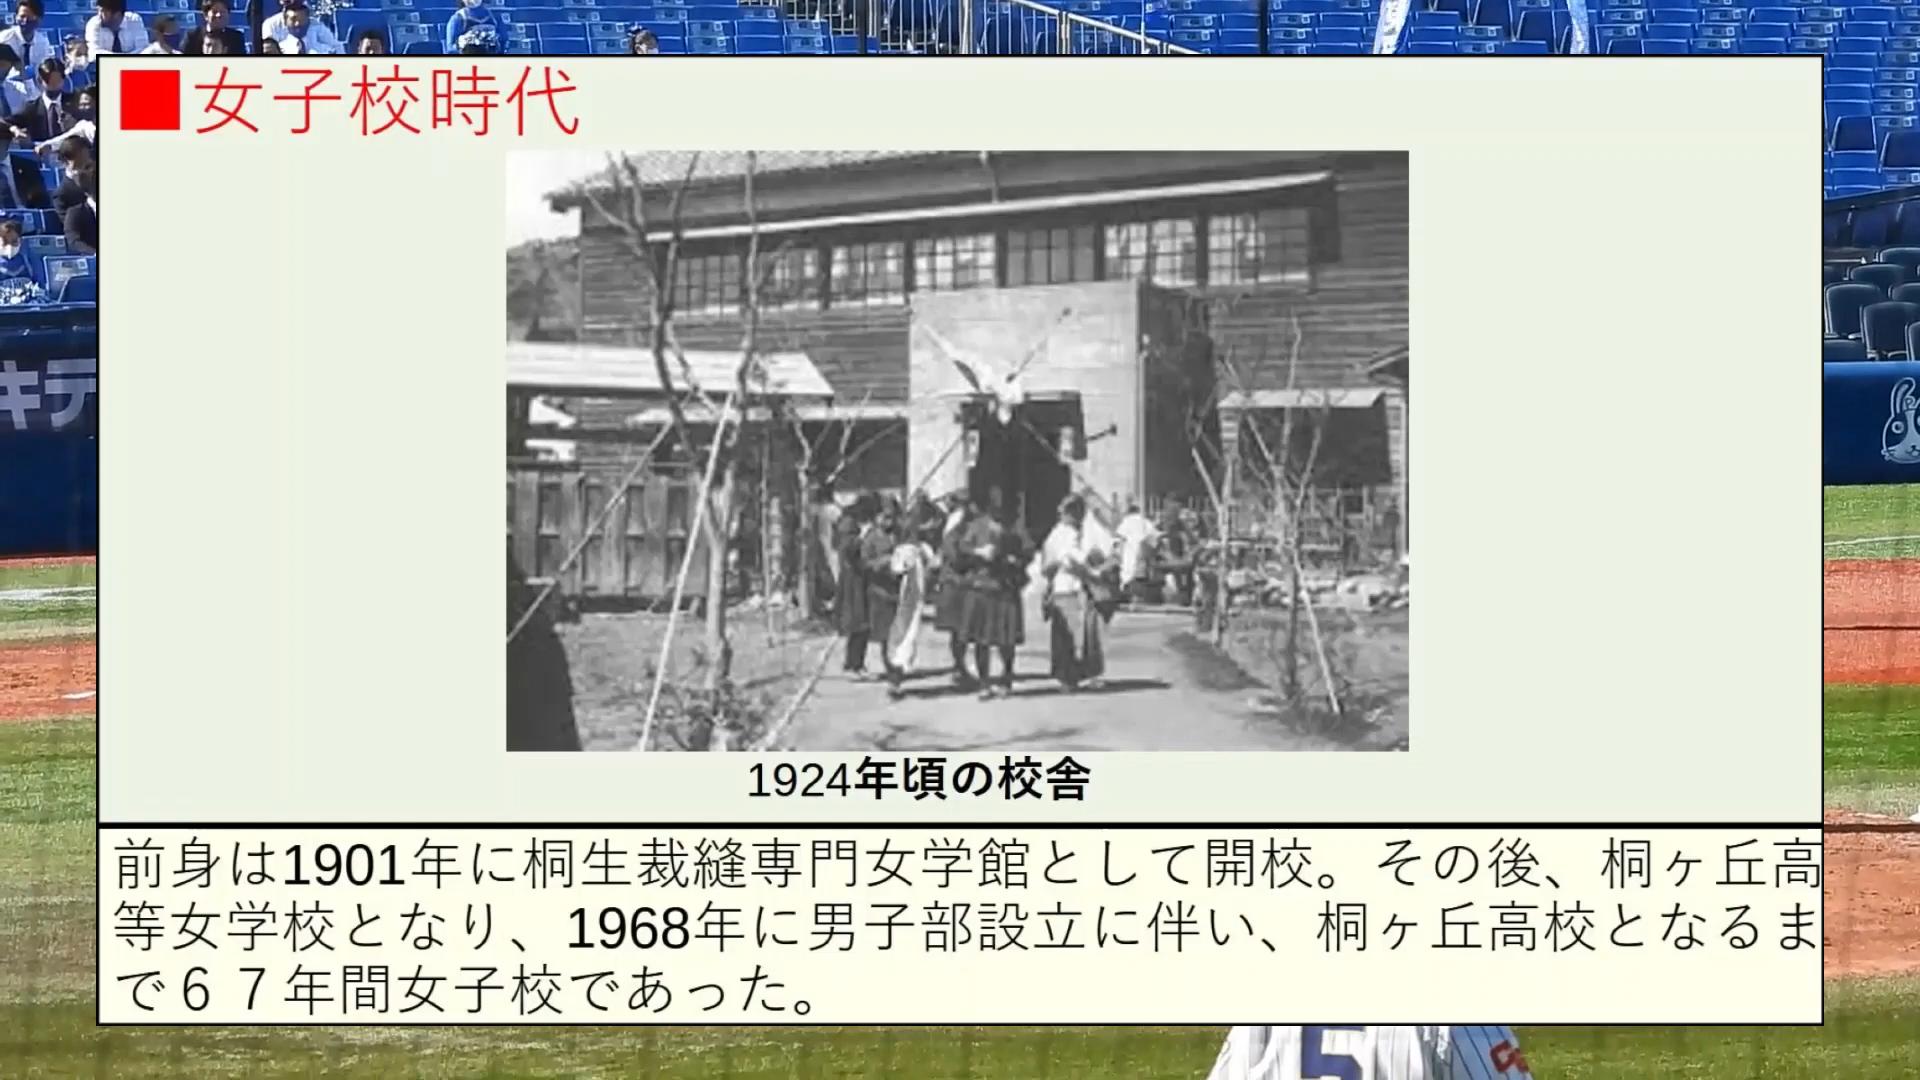 ■女子校時代
キテ
1924年頃の校舎
前身は1901年に桐生裁縫専門女学館として開校。その後、桐ヶ丘高
等女学校となり、1968年に男子部設立に伴い、桐ヶ丘高校となるま
で６７年間女子校であった。
5